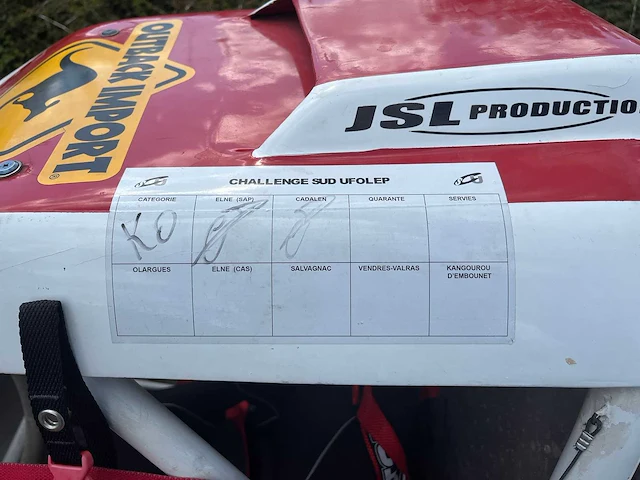 OUTBACK IMPORT
®
JSL PRODUCTIO
CHALLENGE SUD UFOLEP
CATEGORIE ELNE (SAP) CADALEN QUARANTE SERVIES
KO
OLARGUES ELNE (CAS) SALVAGNAC VENDRES-VALRAS KANGOUROU
D'EMBOUNET